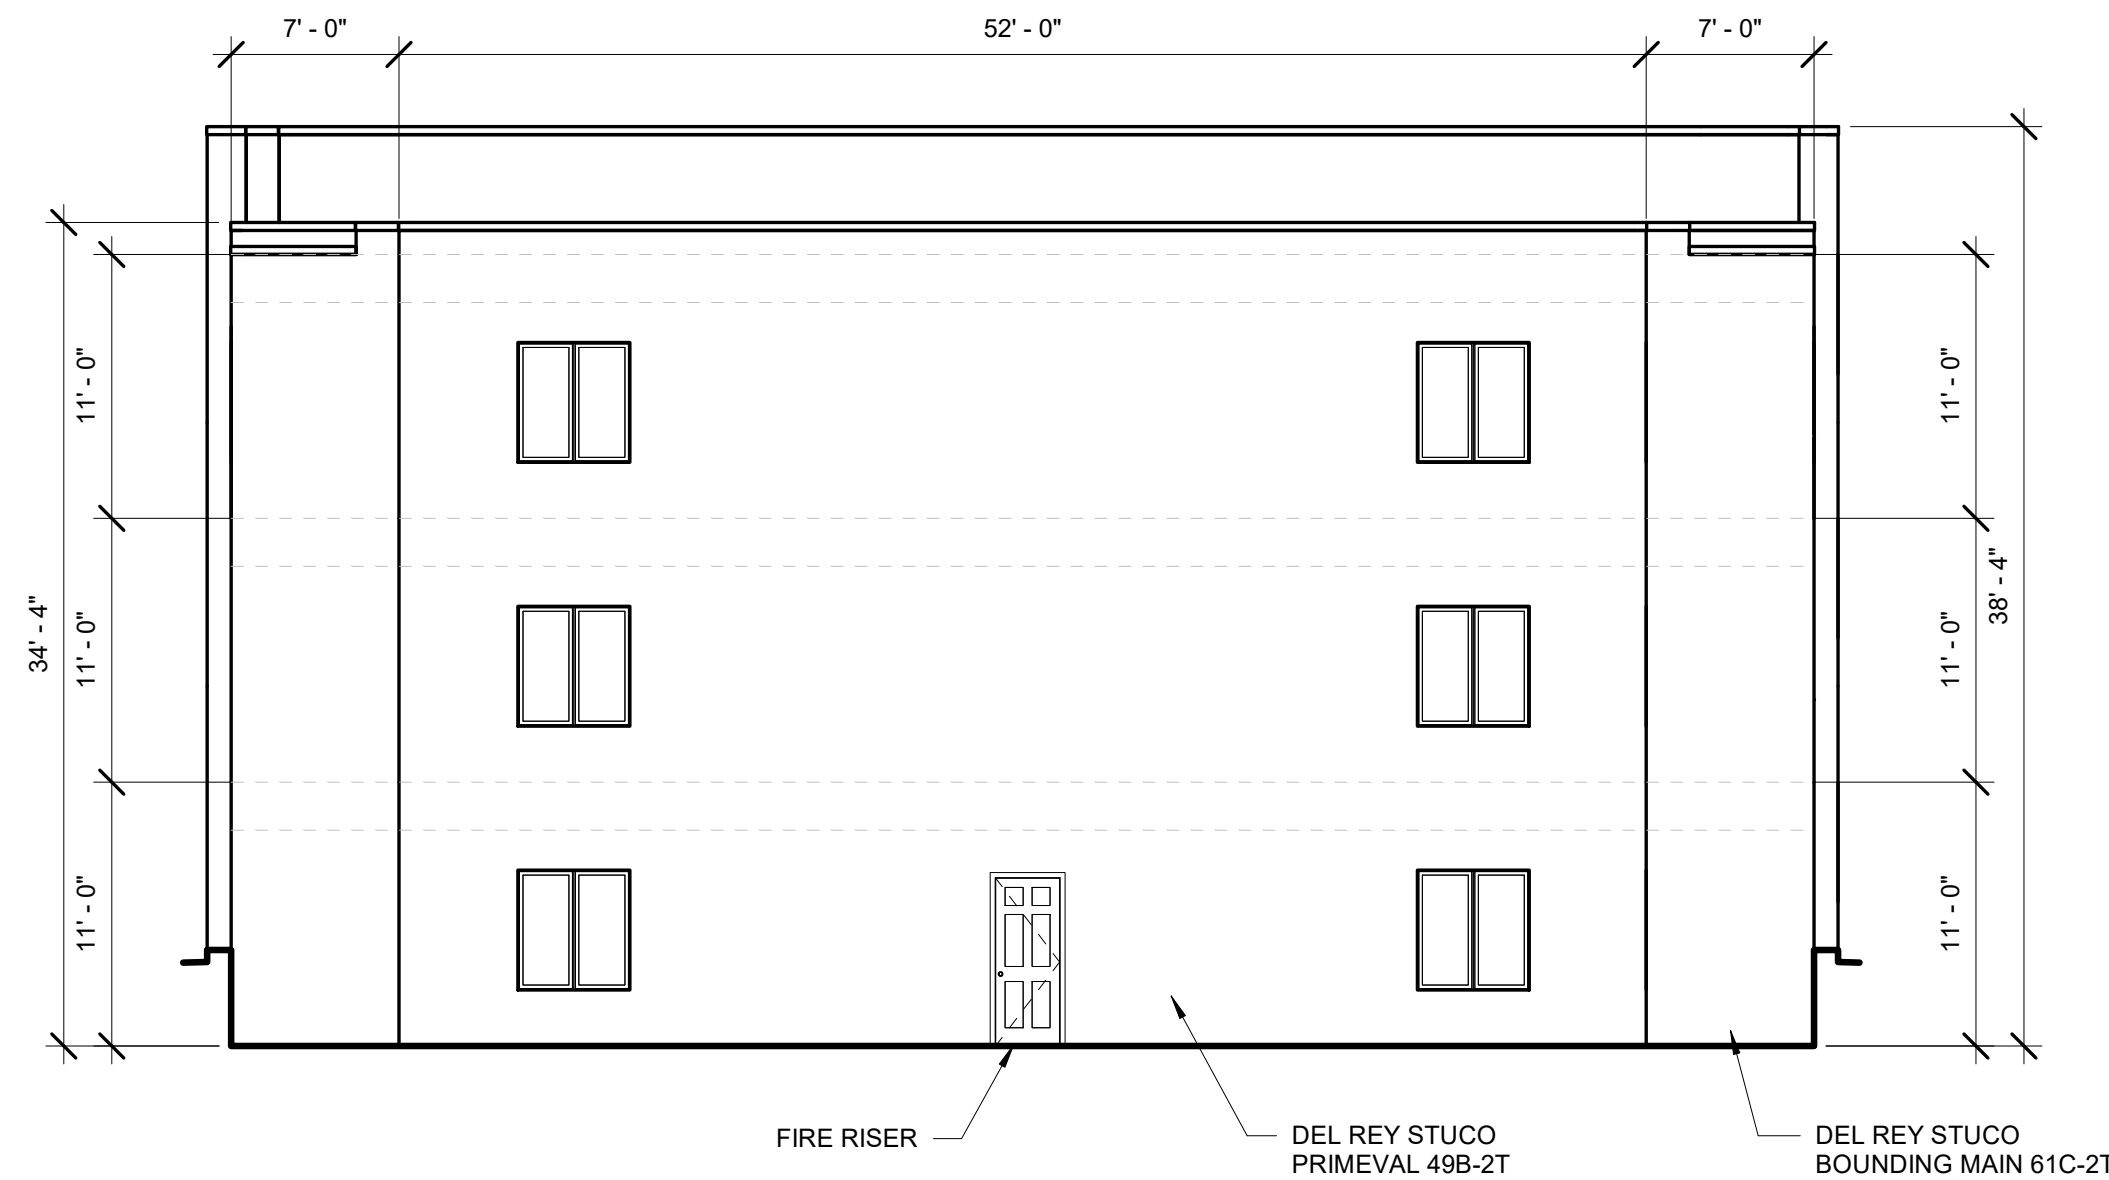 7' - 0"
52' - 0"
7' - 0"
34' - 4"
11' - 0"
11' - 0"
11' - 0"
11' - 0"
11' - 0"
11' - 0"
38' - 4"
FIRE RISER
DEL REY STUCO
PRIMEVAL 49B-2T
DEL REY STUCO
BOUNDING MAIN 61C-2T